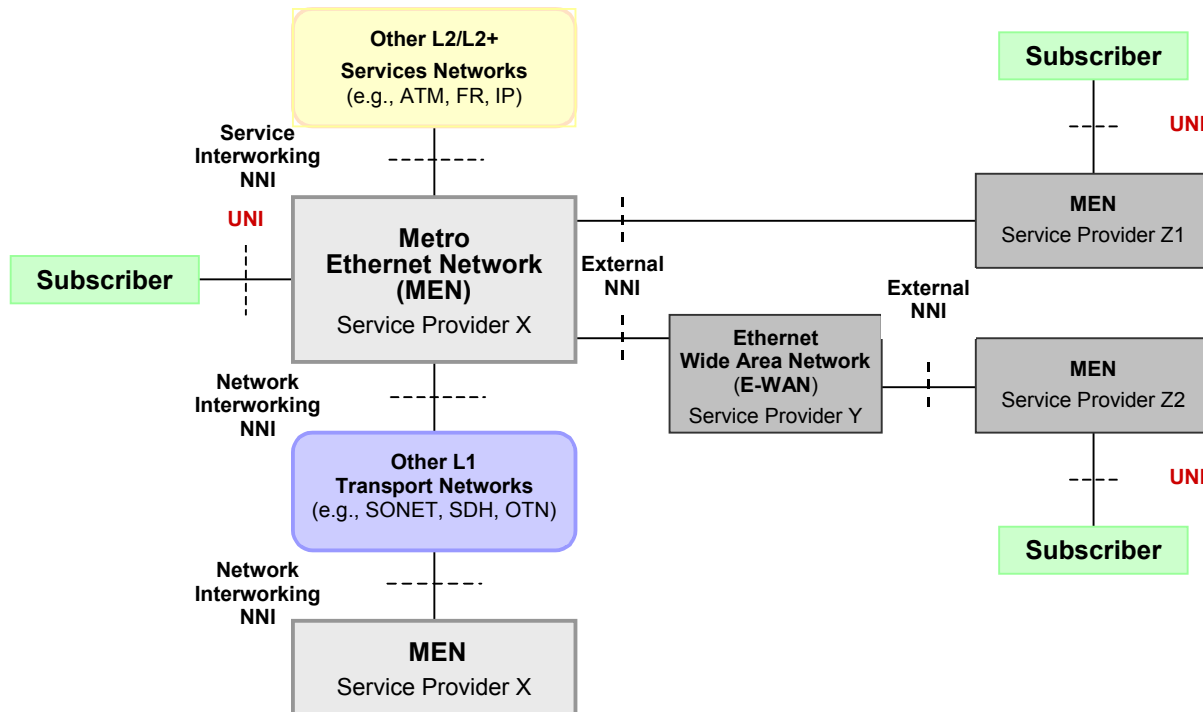 Other L2/L2+
Services Networks
(e.g., ATM, FR, IP)
Subscriber
Service
Interworking
NNI
UNI
UNI
Metro
Ethernet Network
(MEN)
Service Provider X
MEN
Service Provider Z1
Subscriber
External
NNI
External
NNI
Ethernet
Wide Area Network
(E-WAN)
Service Provider Y
MEN
Service Provider Z2
Network
Interworking
NNI
Other L1
Transport Networks
(e.g., SONET, SDH, OTN)
UNI
Subscriber
Network
Interworking
NNI
MEN
Service Provider X